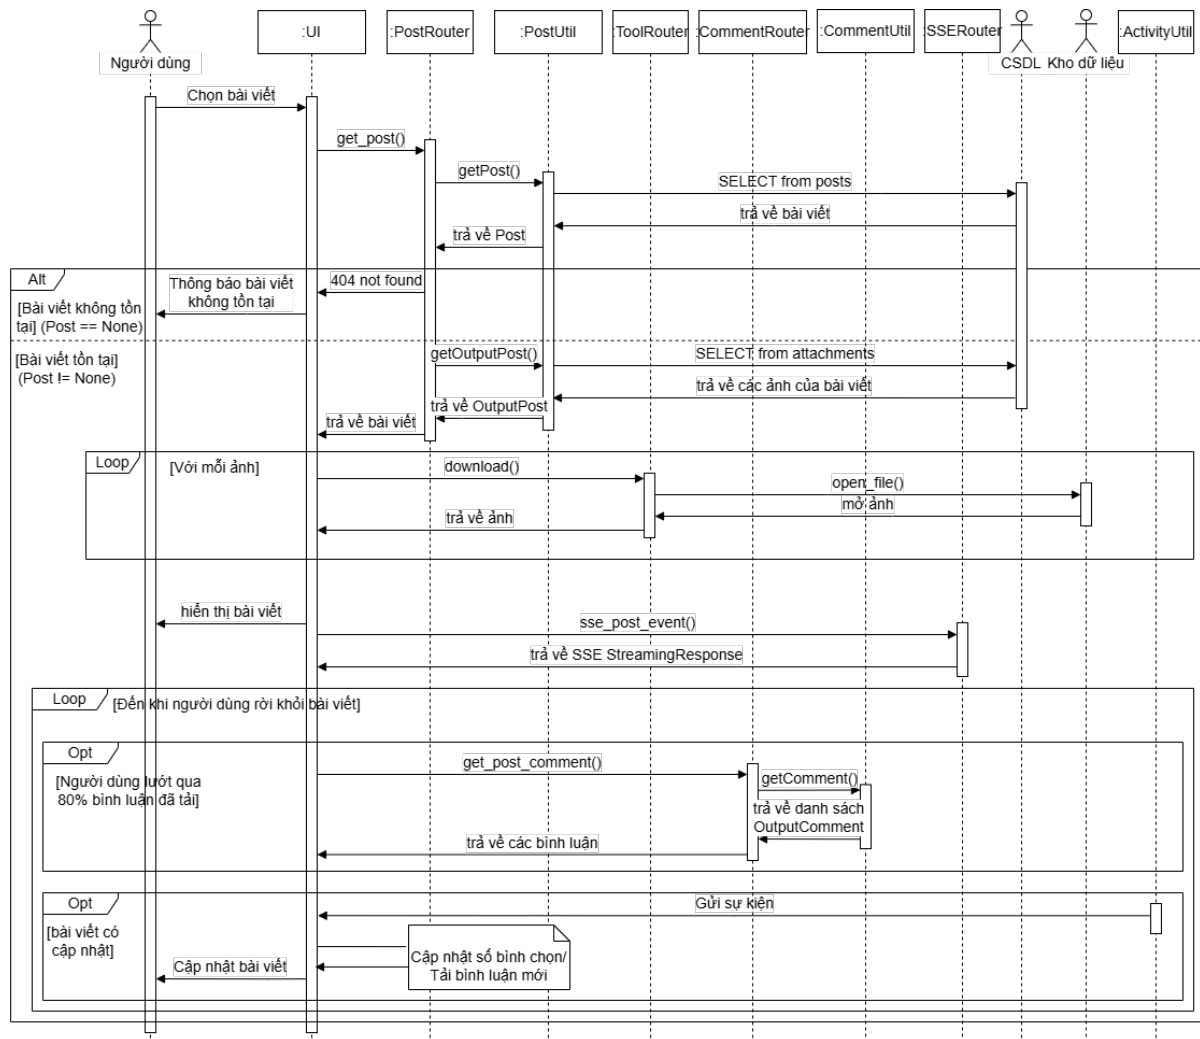 :UI
:PostRouter
:PostUtil
:ToolRouter
:CommentRouter
:CommentUtil
:SSERouter
:ActivityUtil
Người dùng
CSDL
Kho dữ liệu
Chọn bài viết
get_post()
getPost()
SELECT from posts
trả về bài viết
trả về Post
Alt
404 not found
Thông báo bài viết
không tồn tại
[Bài viết không tồn
tại] (Post == None)
[Bài viết tồn tại]
(Post != None)
getOutputPost()
SELECT from attachments
trả về các ảnh của bài viết
trả về OutputPost
trả về bài viết
Loop
[Với mỗi ảnh]
download()
open_file()
mở ảnh
trả về ảnh
hiển thị bài viết
sse_post_event()
trả về SSE StreamingResponse
Loop
[Đến khi người dùng rời khỏi bài viết]
Opt
[Người dùng lướt qua
80% bình luận đã tải]
get_post_comment()
getComment()
trả về danh sách
OutputComment
trả về các bình luận
Opt
[bài viết có
cập nhật]
Gửi sự kiện
Cập nhật số bình chọn/
Tải bình luận mới
Cập nhật bài viết